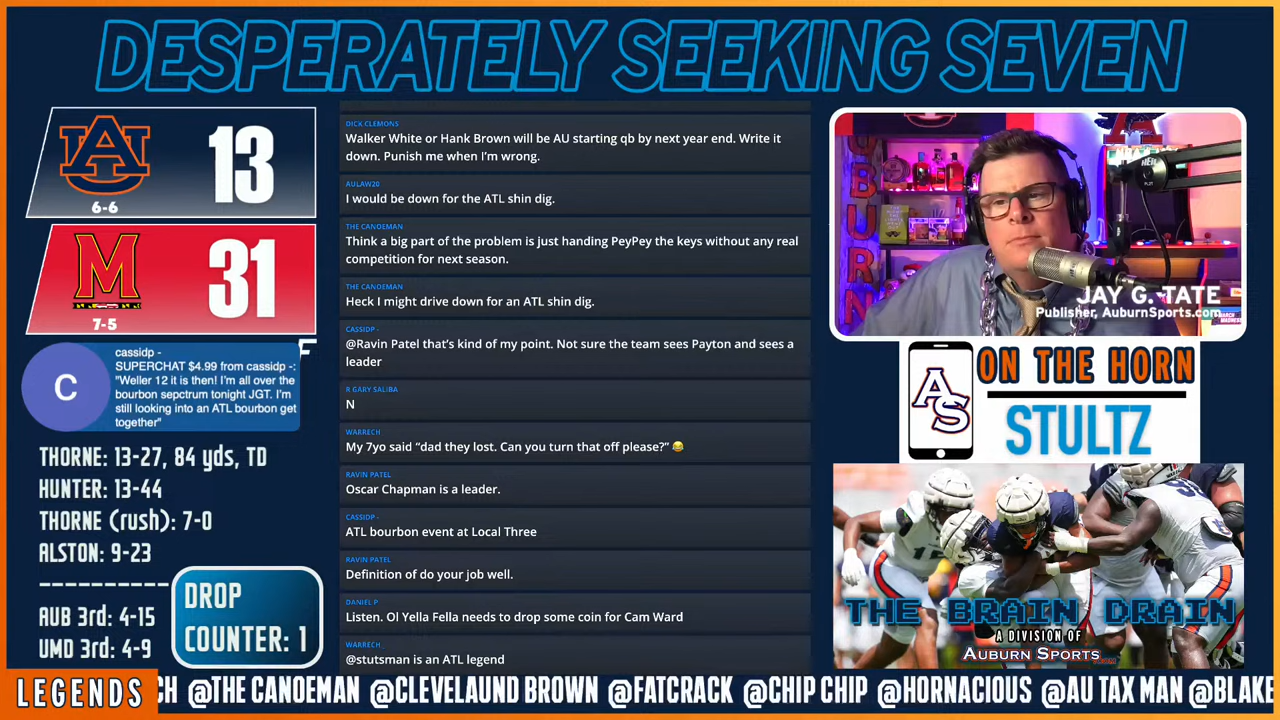 DESPERATELY SEEKING SEVEN
AU
13
6-6
M
31
7-5
C
cassidp -
SUPERCHAT $4.99 from cassidp -:
"Weller 12 it is then! I'm all over the
bourbon sepctrum tonight JGT. I'm
still looking into an ATL bourbon get
together"
THORNE: 13-27, 84 yds, TD
HUNTER: 13-44
THORNE (rush): 7-0
ALSTON: 9-23
AUB 3rd: 4-15
UMD 3rd: 4-9
DROP
COUNTER: 1
DICK CLEMONS
Walker White or Hank Brown will be AU starting qb by next year end. Write it
down. Punish me when I'm wrong.
AULAW20
I would be down for the ATL shin dig.
THE CANOEMAN
Think a big part of the problem is just handing PeyPey the keys without any real
competition for next season.
THE CANOEMAN
Heck I might drive down for an ATL shin dig.
CASSIDP -
@Ravin Patel that's kind of my point. Not sure the team sees Payton and sees a
leader
R GARY SALIBA
N
WARRECH
My 7yo said "dad they lost. Can you turn that off please?" 😂
RAVIN PATEL
Oscar Chapman is a leader.
CASSIDP -
ATL bourbon event at Local Three
RAVIN PATEL
Definition of do your job well.
DANIEL P
Listen. Ol Yella Fella needs to drop some coin for Cam Ward
WARRECH
@stutsman is an ATL legend
JAY G. TATE
Publisher, AuburnSports.com
AS
ON THE HORN
STULTZ
THE BRAIN DRAIN
A DIVISION OF
AUBURN SPORTS.COM
LEGENDS
CH @THE CANOEMAN @CLEVELAUND BROWN @FATCRACK @CHIP CHIP @HORNACIOUS @AU TAX MAN @BLAKE